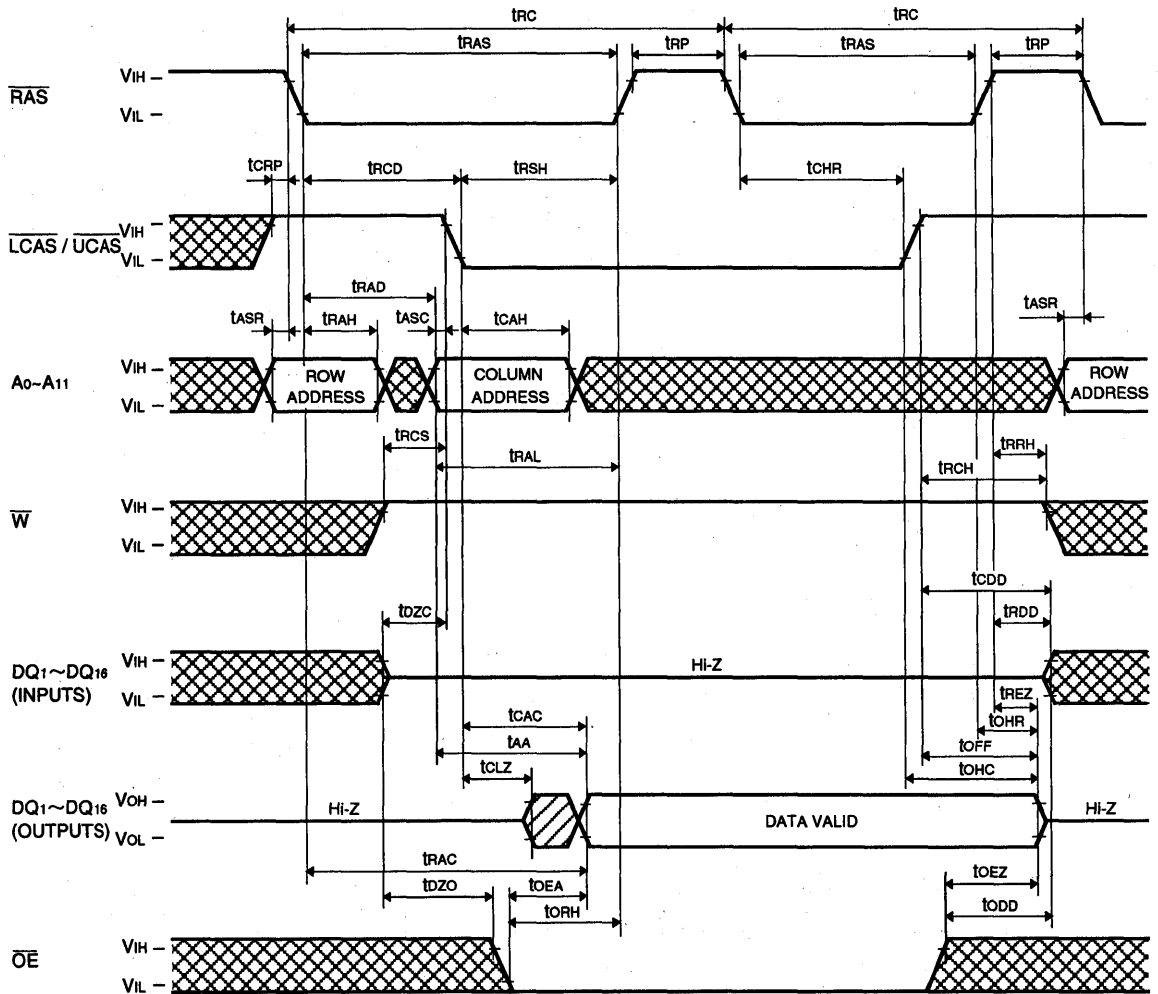 tRC tRC
tRAS tRP tRAS tRP
RAS VIH
VIL
tCRP tRCD tRSH tCHR
LCAS / UCAS VIH
VIL
tRAD
tASR tRAH tASC tCAH tASR
A0~A11 VIH
VIL
ROW ADDRESS
COLUMN ADDRESS
ROW ADDRESS
tRCS tRRH
tRAL tRCH
W VIH
VIL
tCDD
tDZC tRDD
DQ1~DQ16
(INPUTS)
VIH
VIL
Hi-Z
tREZ
tCAC tOHR
tAA tOFF
tCLZ tOHC
DQ1~DQ16
(OUTPUTS)
VOH
VOL
Hi-Z DATA VALID Hi-Z
tRAC
tDZO tOEA tOEZ
tORH tODD
OE VIH
VIL